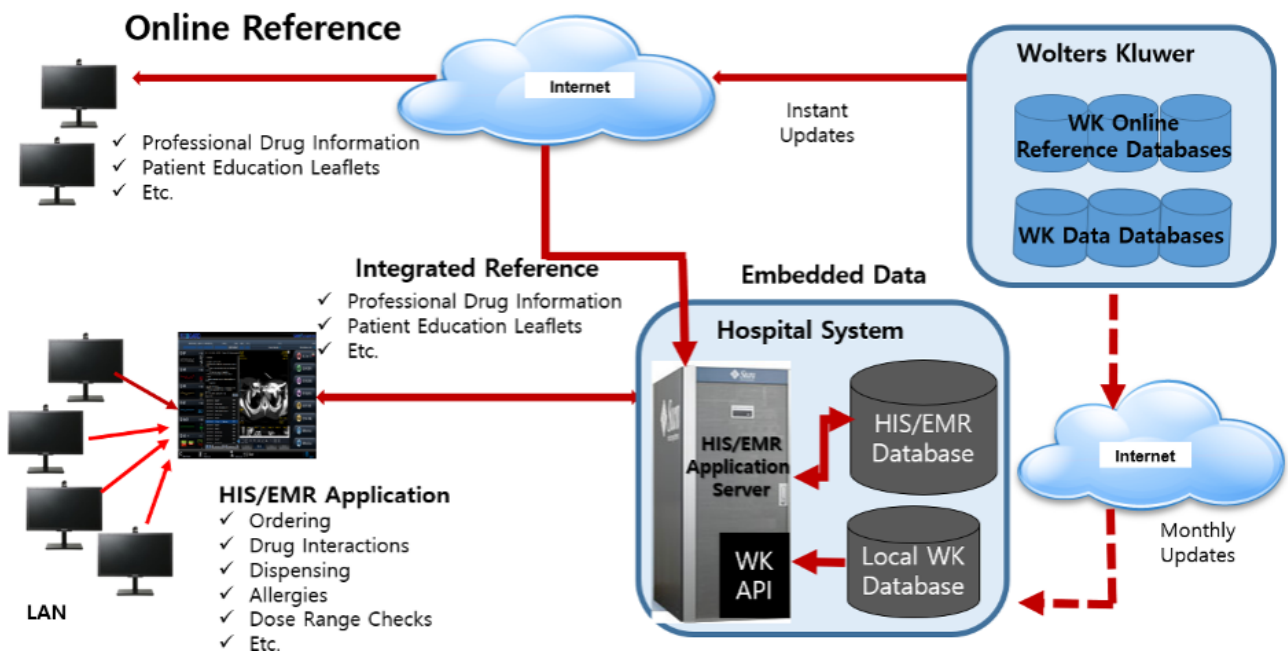 Online Reference
Internet
Instant
Updates
Wolters Kluwer
WK Online
Reference Databases
WK Data Databases
✓ Professional Drug Information
✓ Patient Education Leaflets
✓ Etc.
Integrated Reference
✓ Professional Drug Information
✓ Patient Education Leaflets
✓ Etc.
Embedded Data
Hospital System
Sun
Sun
HIS/EMR
Application
Server
HIS/EMR
Database
WK
API
Local WK
Database
Internet
Monthly
Updates
HIS/EMR Application
✓ Ordering
✓ Drug Interactions
✓ Dispensing
✓ Allergies
✓ Dose Range Checks
✓ Etc.
LAN